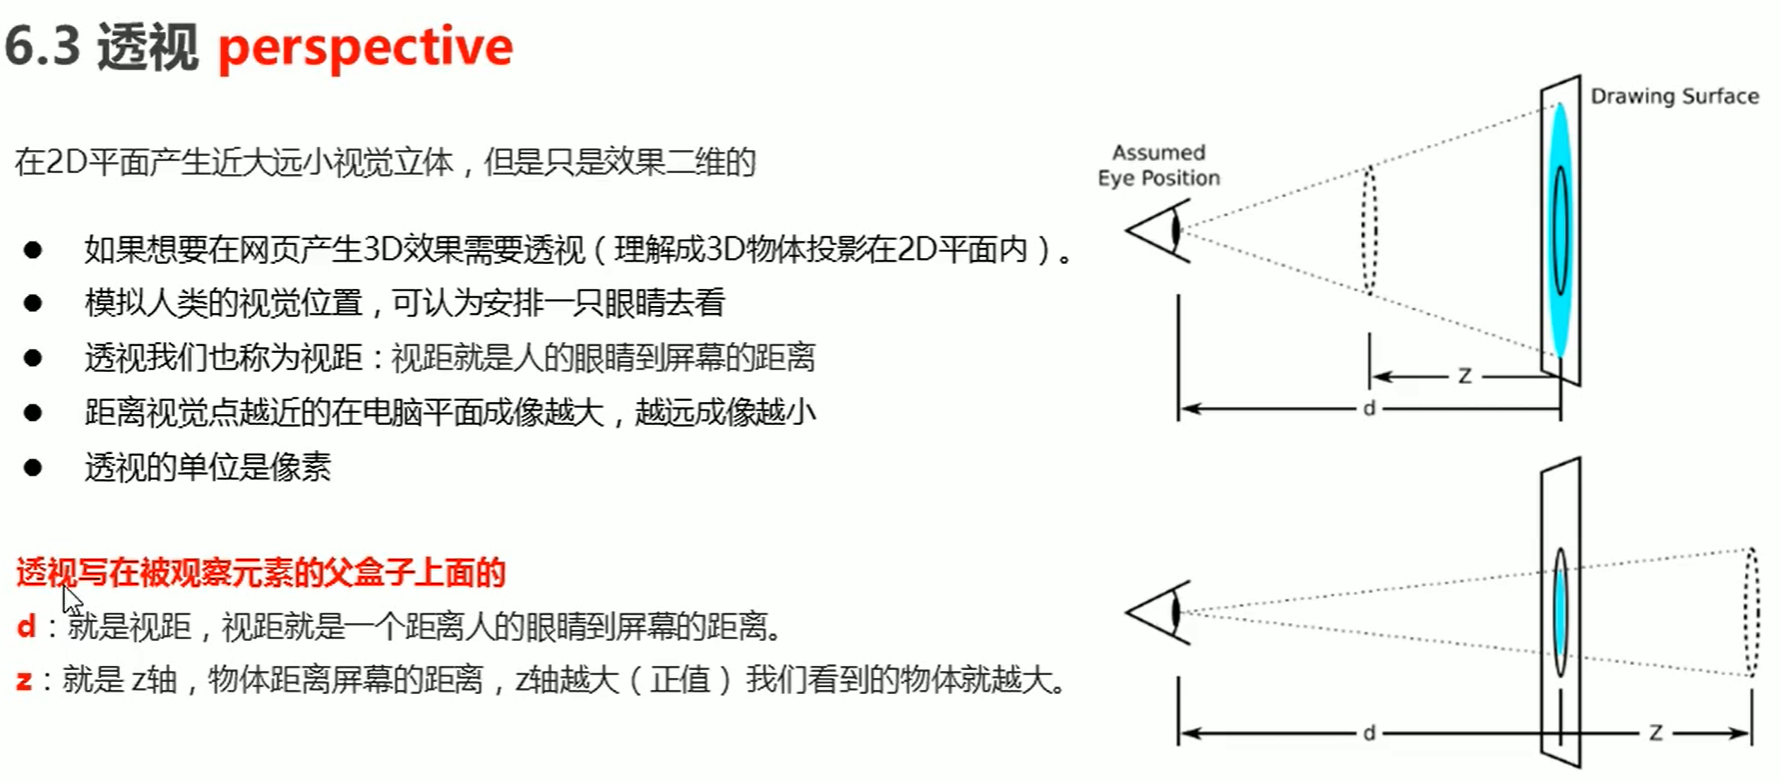 6.3 透视 perspective
在2D平面产生近大远小视觉立体，但是只是效果二维的
● 如果想要在网页产生3D效果需要透视（理解成3D物体投影在2D平面内）。
● 模拟人类的视觉位置，可认为安排一只眼睛去看
● 透视我们也称为视距：视距就是人的眼睛到屏幕的距离
● 距离视觉点越近的在电脑平面成像越大，越远成像越小
● 透视的单位是像素
透视写在被观察元素的父盒子上面的
d：就是视距，视距就是一个距离人的眼睛到屏幕的距离。
z：就是 z轴，物体距离屏幕的距离，z轴越大（正值） 我们看到的物体就越大。
Drawing Surface
Assumed
Eye Position
Z
d
d
Z